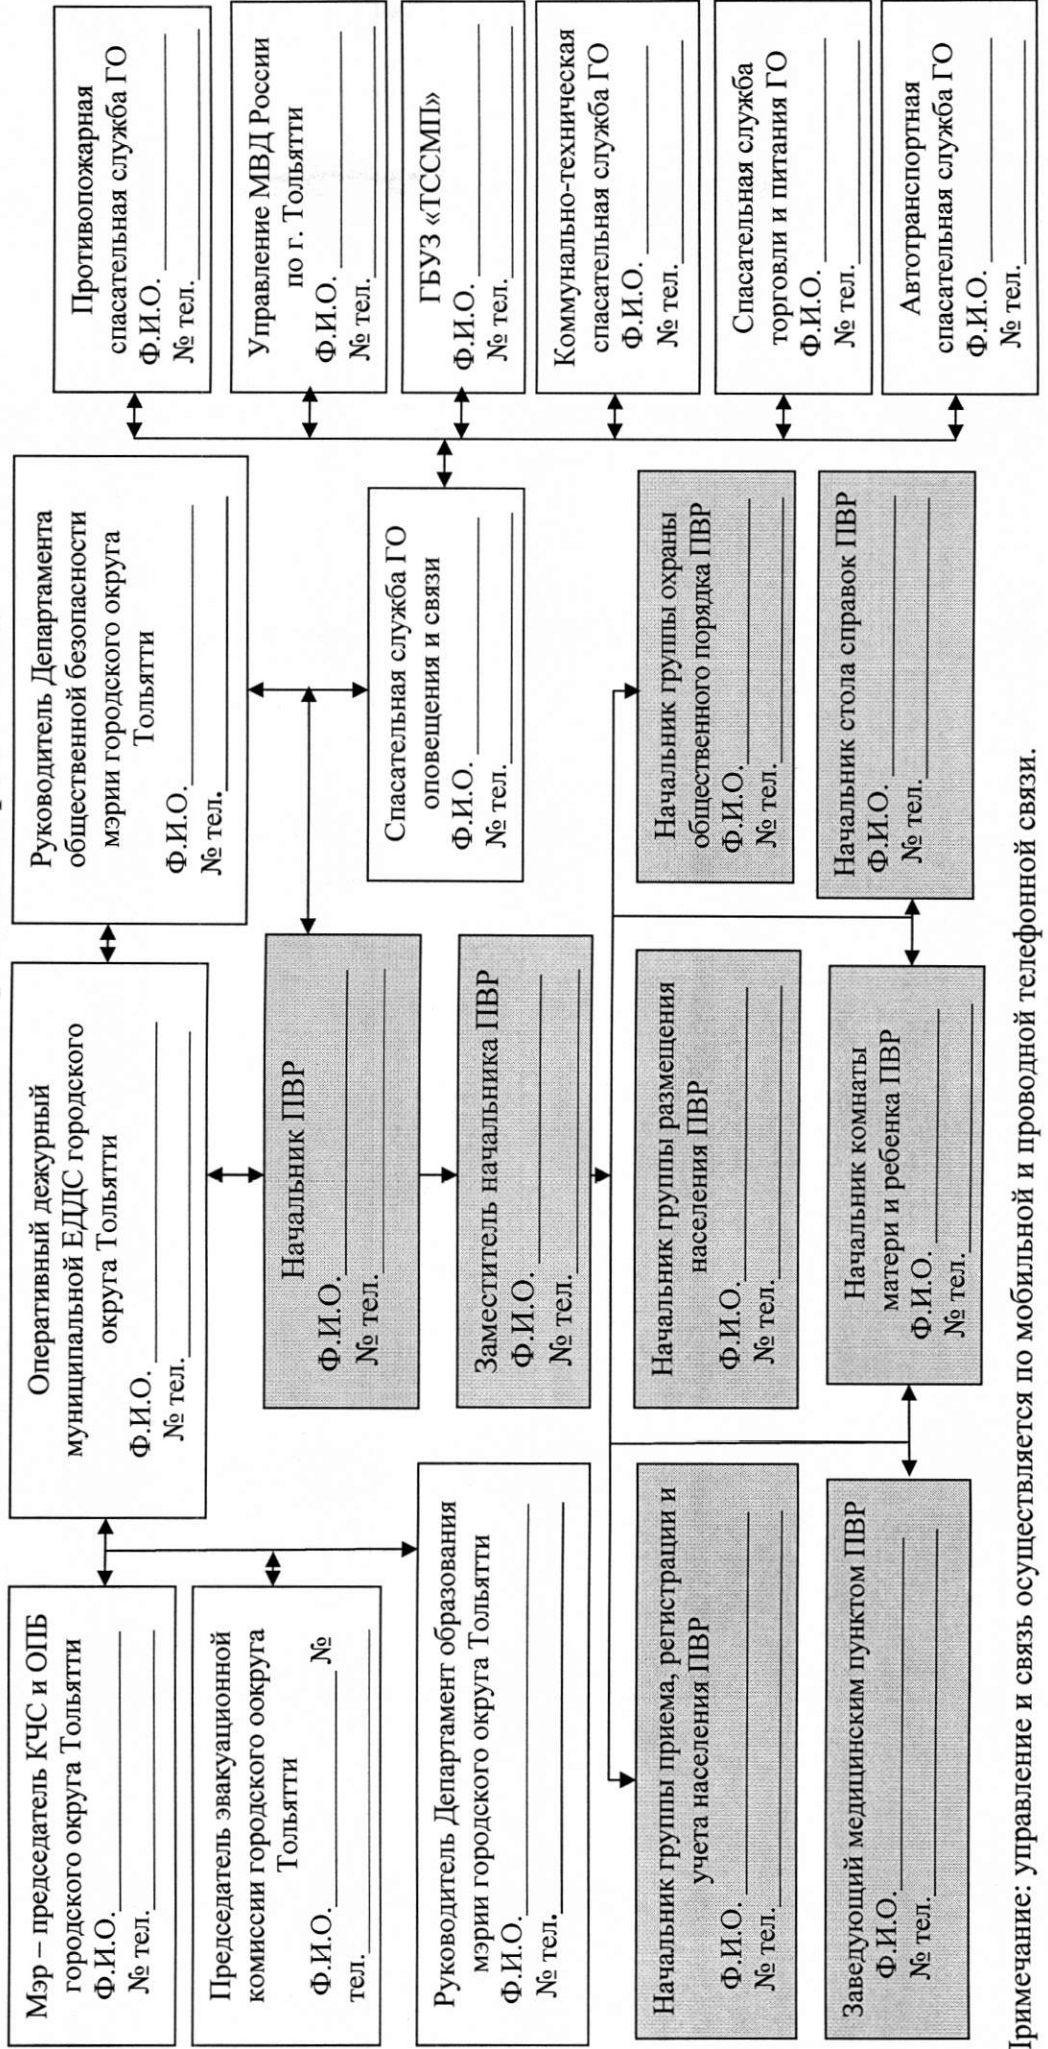 Мэр – председатель КЧС и ОПБ
городского округа Тольятти
Ф.И.О.
№ тел.
Председатель эвакуационной
комиссии городского оокруга
Тольятти
Ф.И.О. №
тел.
Руководитель Департамент образования
мэрии городского округа Тольятти
Ф.И.О.
№ тел.
Оперативный дежурный
муниципальной ЕДДС городского
округа Тольятти
Ф.И.О.
№ тел.
Руководитель Департамента
общественной безопасности
мэрии городского округа
Тольятти
Ф.И.О.
№ тел.
Начальник ПВР
Ф.И.О.
№ тел.
Заместитель начальника ПВР
Ф.И.О.
№ тел.
Спасательная служба ГО
оповещения и связи
Ф.И.О.
№ тел.
Противопожарная
спасательная служба ГО
Ф.И.О.
№ тел.
Управление МВД России
по г. Тольятти
Ф.И.О.
№ тел.
ГБУЗ «ТССМП»
Ф.И.О.
№ тел.
Коммунально-техническая
спасательная служба ГО
Ф.И.О.
№ тел.
Спасательная служба
торговли и питания ГО
Ф.И.О.
№ тел.
Автотранспортная
спасательная служба ГО
Ф.И.О.
№ тел.
Начальник группы приема, регистрации и
учета населения ПВР
Ф.И.О.
№ тел.
Начальник группы размещения
населения ПВР
Ф.И.О.
№ тел.
Начальник группы охраны
общественного порядка ПВР
Ф.И.О.
№ тел.
Заведующий медицинским пунктом ПВР
Ф.И.О.
№ тел.
Начальник комнаты
матери и ребенка ПВР
Ф.И.О.
№ тел.
Начальник стола справок ПВР
Ф.И.О.
№ тел.
Примечание: управление и связь осуществляется по мобильной и проводной телефонной связи.